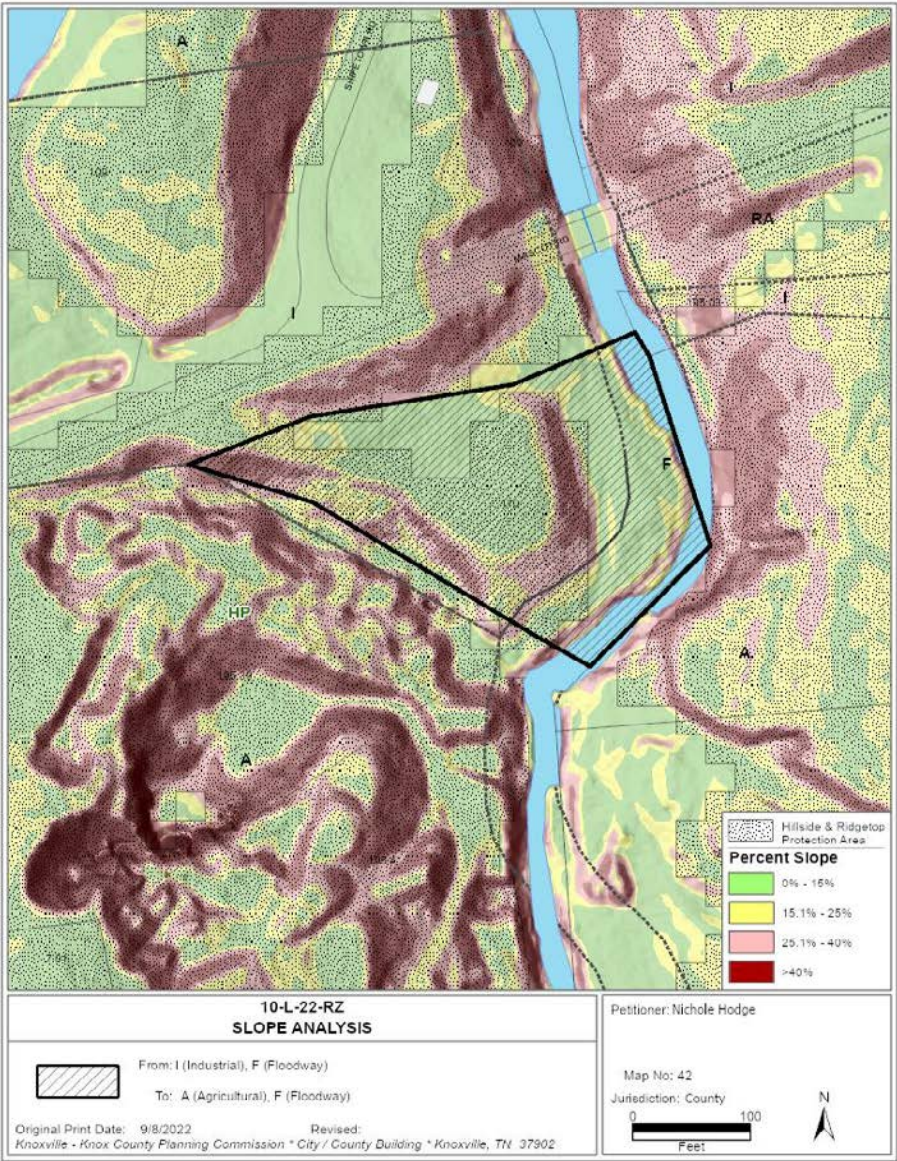 A
I
RA
I
I
F
HP
A
A
Hillside & Ridgetop
Protection Area
Percent Slope
0% - 15%
15.1% - 25%
25.1% - 40%
>40%
10-L-22-RZ
SLOPE ANALYSIS
From: I (Industrial), F (Floodway)
To: A (Agricultural), F (Floodway)
Original Print Date: 9/8/2022 Revised:
Knoxville - Knox County Planning Commission * City / County Building * Knoxville, TN 37902
Petitioner: Nichole Hodge
Map No: 42
Jurisdiction: County
0 100
Feet
N